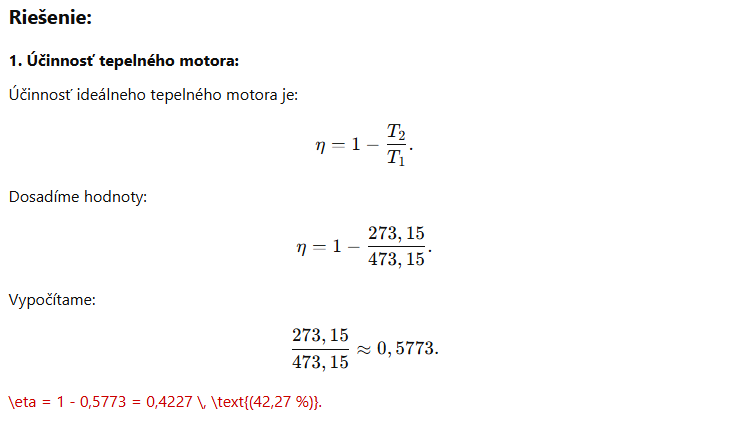 Riešenie:
1. Účinnosť tepelného motora:
Účinnosť ideálneho tepelného motora je:
η = 1 − T₂/T₁.
Dosadíme hodnoty:
η = 1 − 273, 15/473, 15.
Vypočítame:
273, 15/473, 15 ≈ 0, 5773.
\eta = 1 - 0,5773 = 0,4227 \, \text{(42,27 %)}.